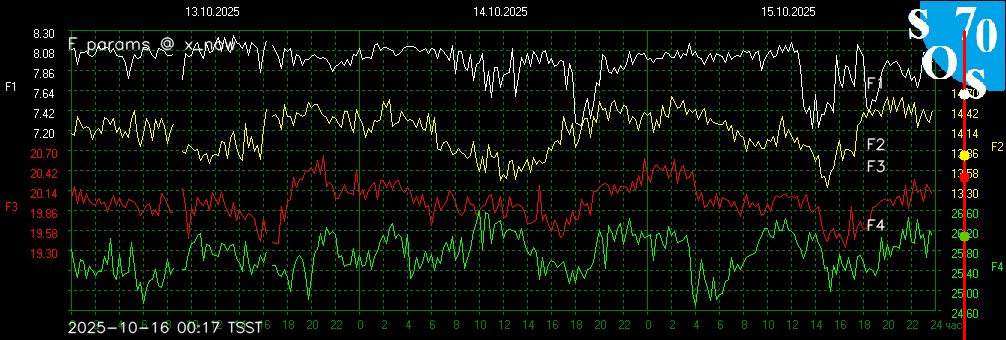 13.10.2025 14.10.2025 15.10.2025
SOS 70
F params @ x_now
8.30
8.08
7.86
7.64
7.42
7.20
F1
20.70
20.42
20.14
19.86
19.58
19.30
F3
F1
F2
F3
F4
14.42
14.14
13.86
13.58
13.30
F2
26.60
26.20
25.80
25.40
25.00
24.60
F4
2025-10-16 00:17 TSST
16 18 20 22 0 2 4 6 8 10 12 14 16 18 20 22 0 2 4 6 8 10 12 14 16 18 20 22 24 час